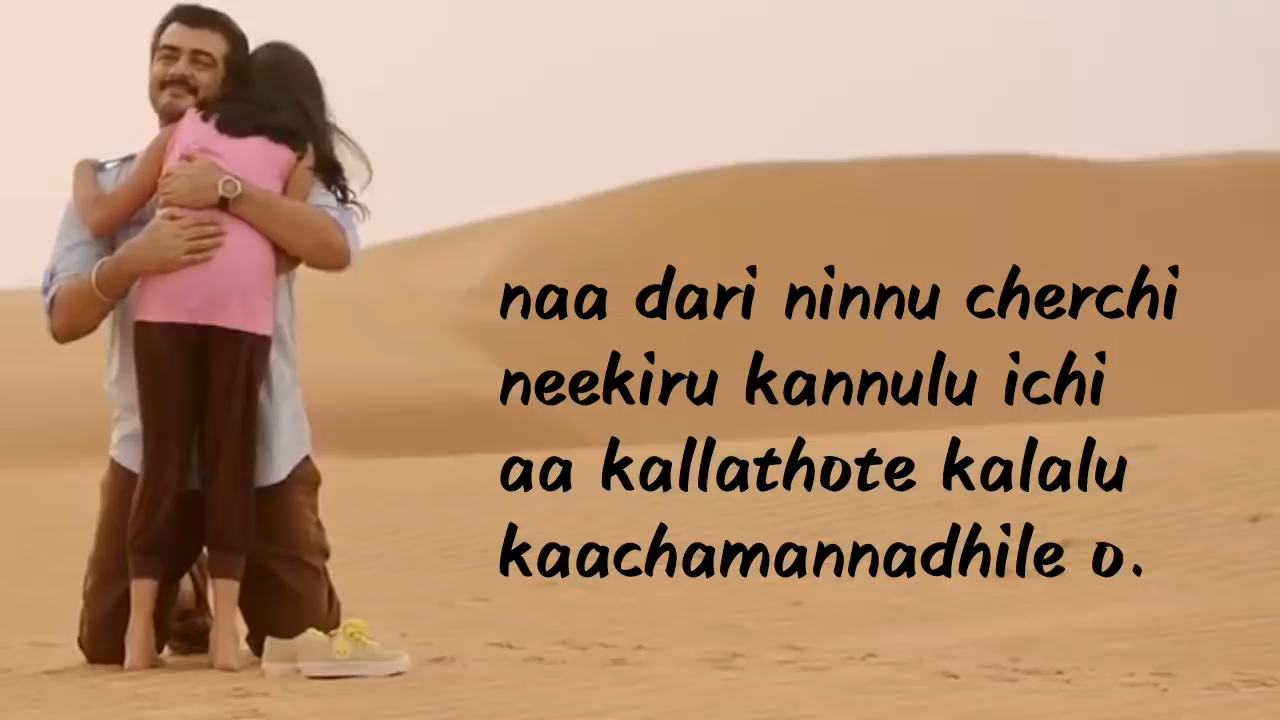 naa dari ninnu cherchi
neekiru kannulu ichi
aa kallathote kalalu
kaachamannadhile o.